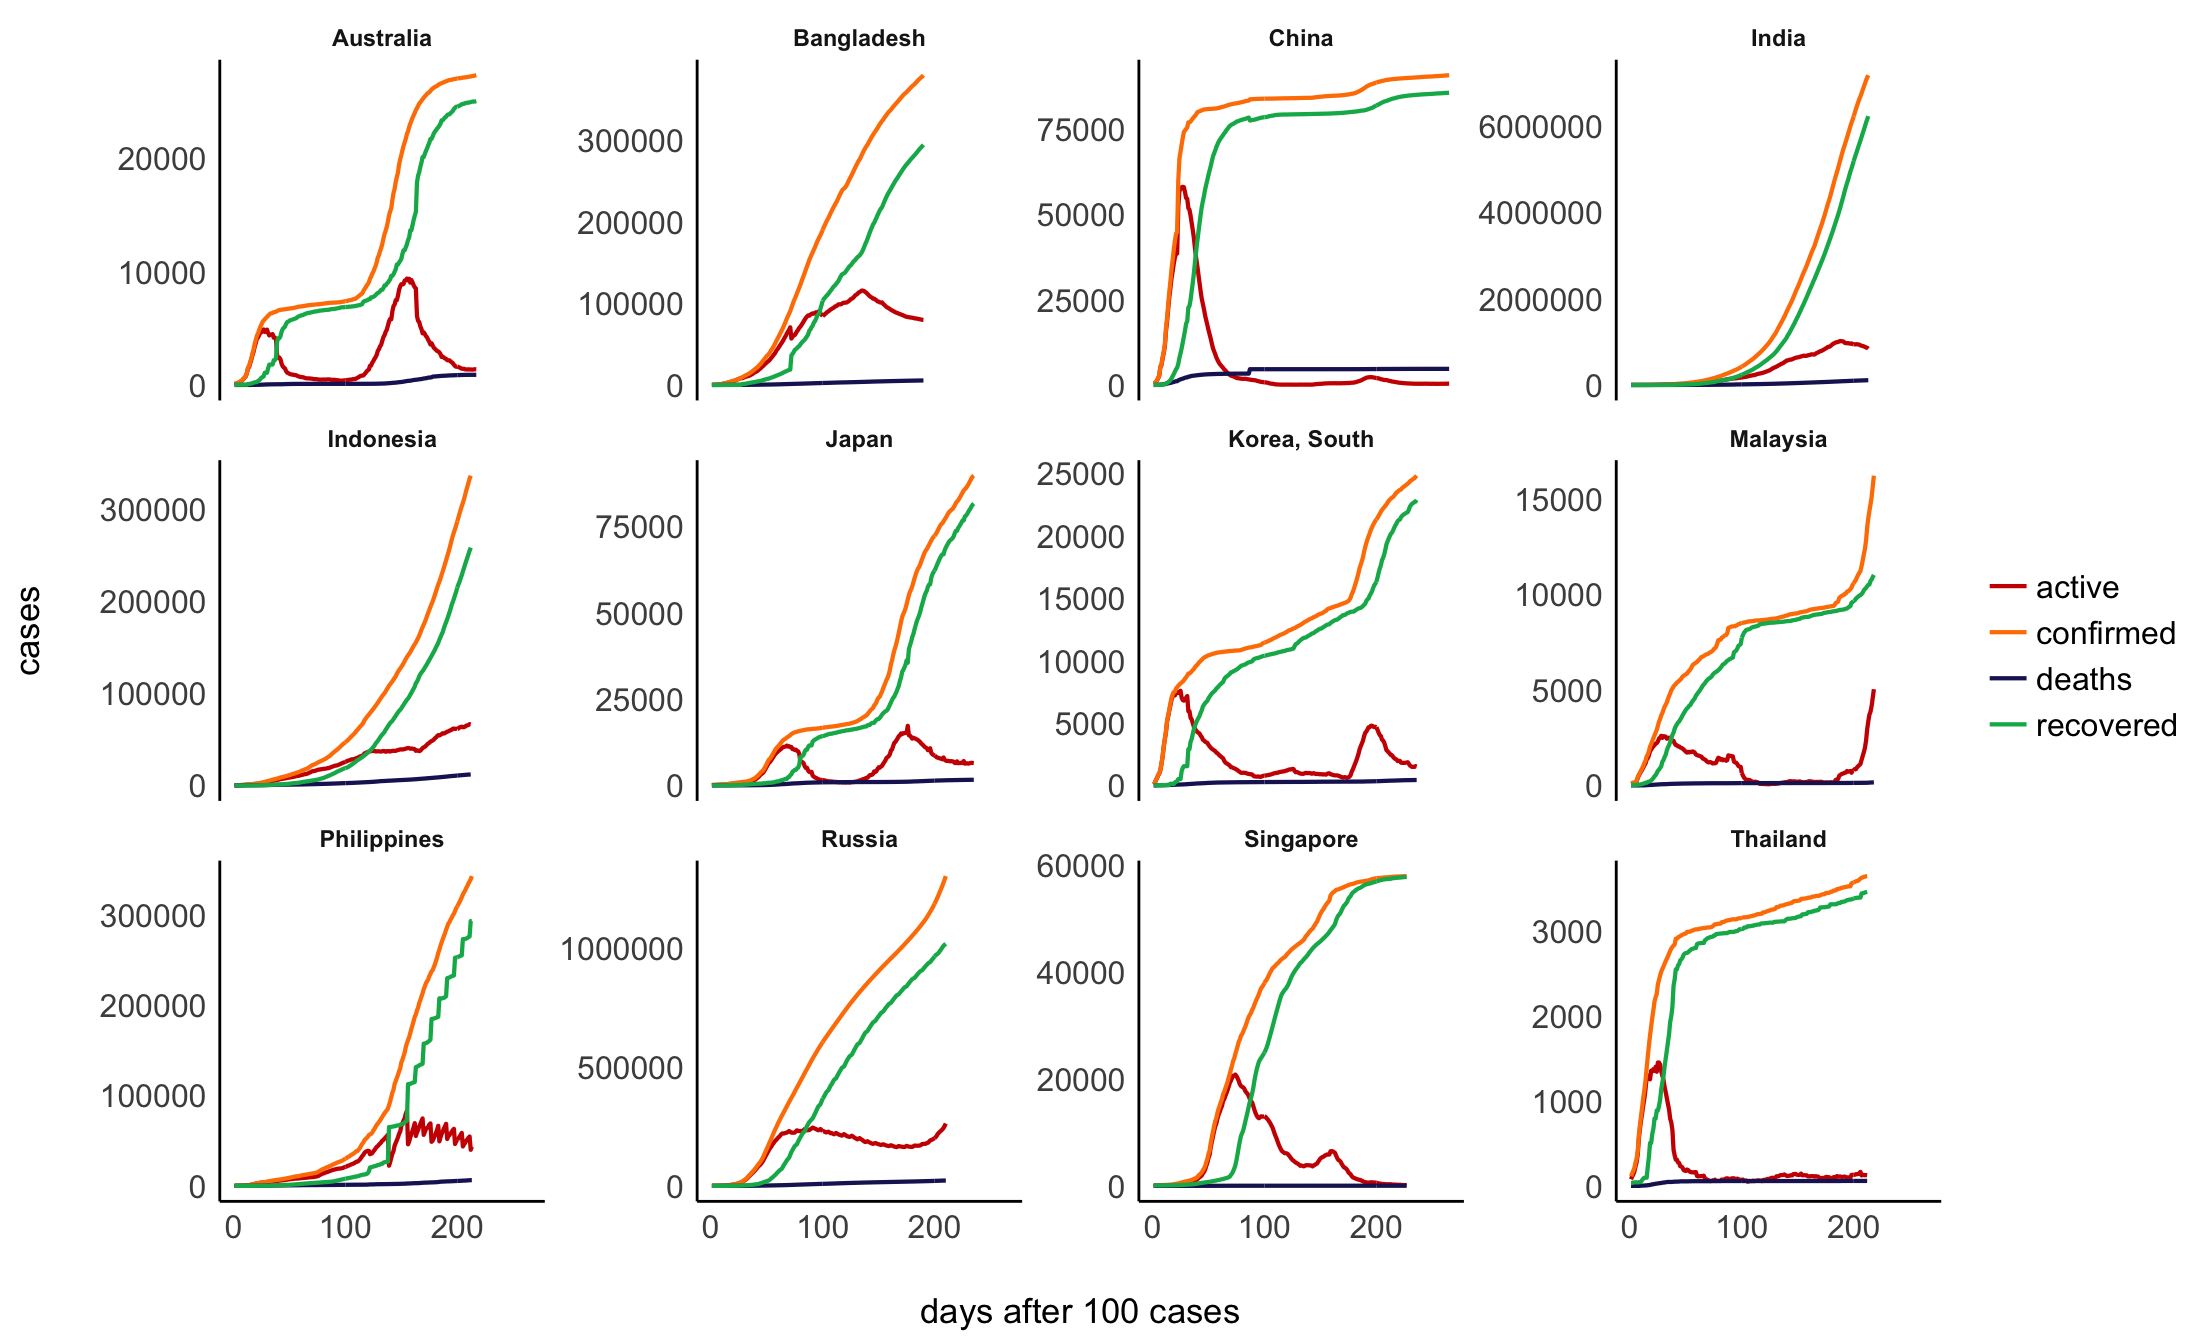 Australia
Bangladesh
China
India
20000
10000
0
300000
200000
100000
0
75000
50000
25000
0
6000000
4000000
2000000
0
Indonesia
Japan
Korea, South
Malaysia
300000
200000
100000
0
75000
50000
25000
0
25000
20000
15000
10000
5000
0
15000
10000
5000
0
Philippines
Russia
Singapore
Thailand
300000
200000
100000
0
1000000
500000
0
60000
40000
20000
0
3000
2000
1000
0
0 100 200
0 100 200
0 100 200
0 100 200
days after 100 cases
cases
active
confirmed
deaths
recovered